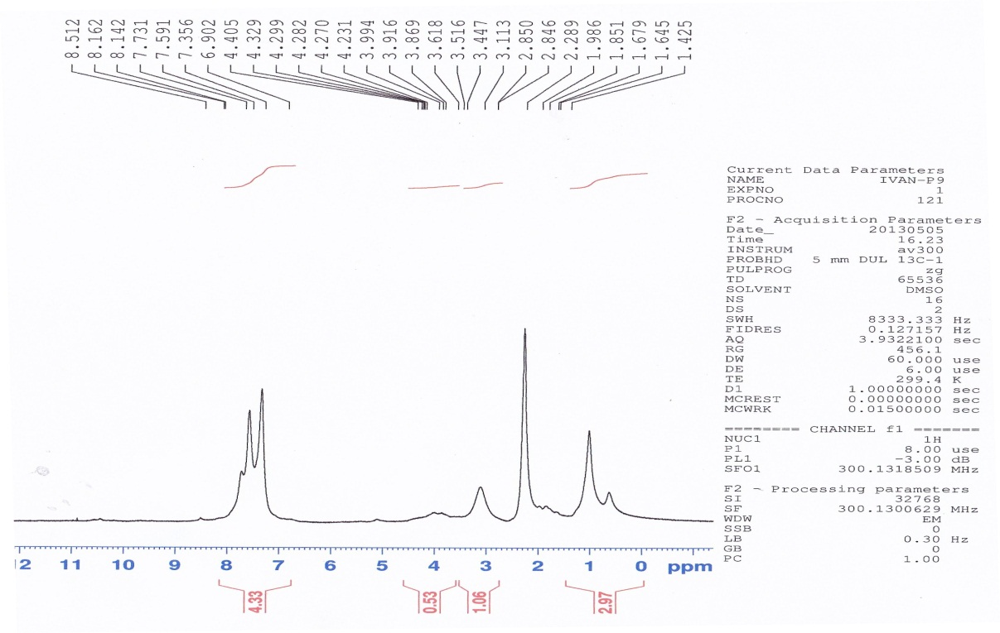 8.512
8.162
8.142
7.731
7.591
7.356
6.902
4.405
4.329
4.299
4.282
4.270
4.231
3.994
3.916
3.869
3.618
3.516
3.447
3.113
2.850
2.846
2.289
1.986
1.851
1.679
1.645
1.425
Current Data Parameters
NAME IVAN-P9
EXPNO 1
PROCNO 121
F2 - Acquisition Parameters
Date_ 20130505
Time 16.23
INSTRUM av300
PROBHD 5 mm DUL 13C-1
PULPROG zg
TD 65536
SOLVENT DMSO
NS 16
DS 2
SWH 8333.333 Hz
FIDRES 0.127157 Hz
AQ 3.9322100 sec
RG 456.1
DW 60.000 use
DE 6.00 use
TE 299.4 K
D1 1.00000000 sec
MCREST 0.00000000 sec
MCWRK 0.01500000 sec
======== CHANNEL f1 ========
NUC1 1H
P1 8.00 use
PL1 -3.00 dB
SFO1 300.1318509 MHz
F2 - Processing parameters
SI 32768
SF 300.1300629 MHz
WDW EM
SSB 0
LB 0.30 Hz
GB 0
PC 1.00
12 11 10 9 8 7 6 5 4 3 2 1 0 ppm
4.33 0.53 1.06 2.97